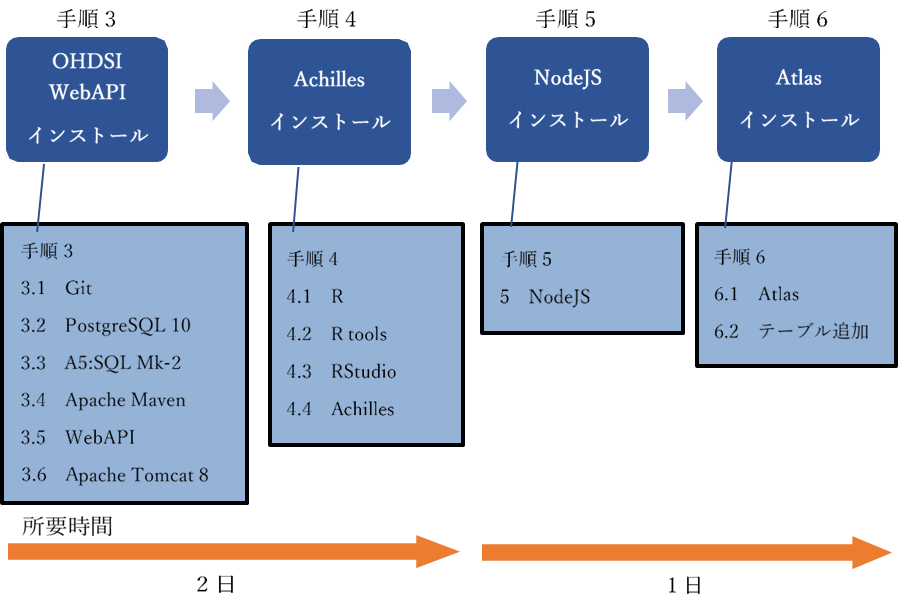 手順 3
手順 4
手順 5
手順 6
OHDSI
WebAPI
インストール
Achilles
インストール
NodeJS
インストール
Atlas
インストール
手順 3
3.1 Git
3.2 PostgreSQL 10
3.3 A5:SQL Mk-2
3.4 Apache Maven
3.5 WebAPI
3.6 Apache Tomcat 8
手順 4
4.1 R
4.2 R tools
4.3 RStudio
4.4 Achilles
手順 5
5 NodeJS
手順 6
6.1 Atlas
6.2 テーブル追加
所要時間
2 日
1 日